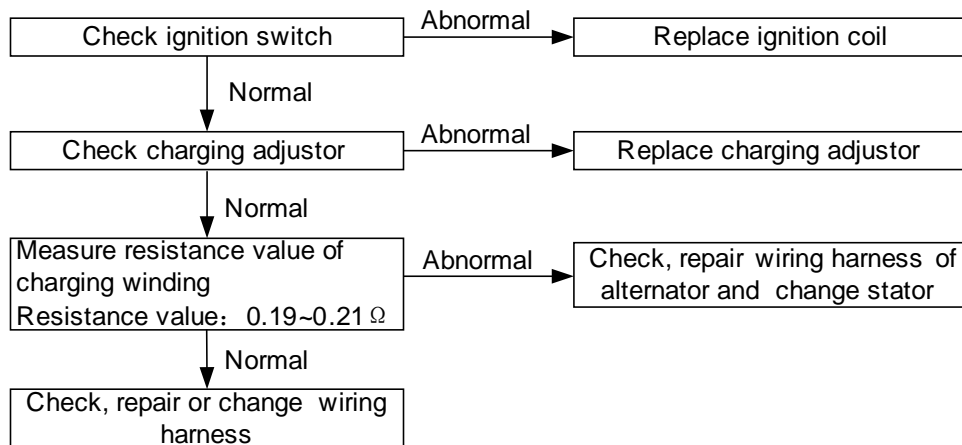 Check ignition switch
Abnormal
Replace ignition coil
Normal
Check charging adjustor
Abnormal
Replace charging adjustor
Normal
Measure resistance value of
charging winding
Resistance value：0.19~0.21Ω
Abnormal
Check, repair wiring harness of
alternator and change stator
Normal
Check, repair or change wiring
harness